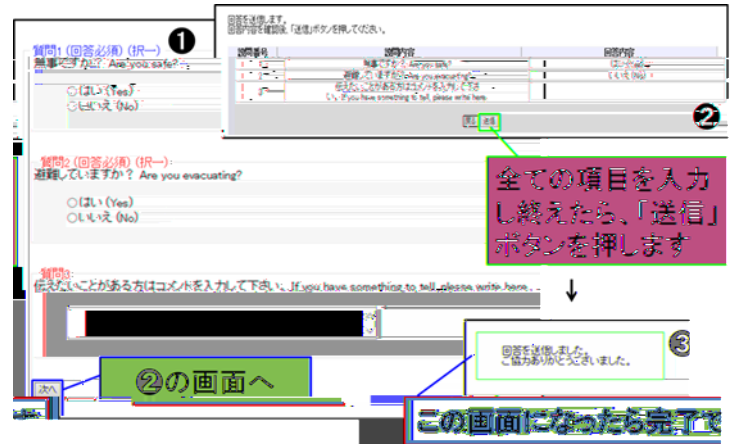 ❶
質問1 (回答必須) (択一)
無事ですか? Are you safe?
はい (Yes)
いいえ (No)
質問2 (回答必須) (択一):
避難していますか? Are you evacuating?
はい (Yes)
いいえ (No)
質問3:
伝えたいことがある方はコメントを入力して下さい。If you have something to tell, please write here.
次へ
②の画面へ
回答を送信します。
回答内容を確認後、「送信」ボタンを押してください。
設問番号 設問内容 回答内容
1 無事ですか? Are you safe? はい (Yes)
2 避難していますか? Are you evacuating? いいえ (No)
3 伝えたいことがある方はコメントを入力して下さ
い。If you have something to tell, please write here.
戻る 送信
❷
全ての項目を入力
し終えたら、「送信」
ボタンを押します
↓
③
回答を送信しました。
ご協力ありがとうございました。
この画面になったら完了で